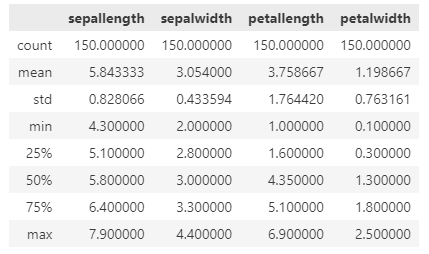 sepallength sepalwidth petallength petalwidth
count 150.000000 150.000000 150.000000 150.000000
mean 5.843333 3.054000 3.758667 1.198667
std 0.828066 0.433594 1.764420 0.763161
min 4.300000 2.000000 1.000000 0.100000
25% 5.100000 2.800000 1.600000 0.300000
50% 5.800000 3.000000 4.350000 1.300000
75% 6.400000 3.300000 5.100000 1.800000
max 7.900000 4.400000 6.900000 2.500000